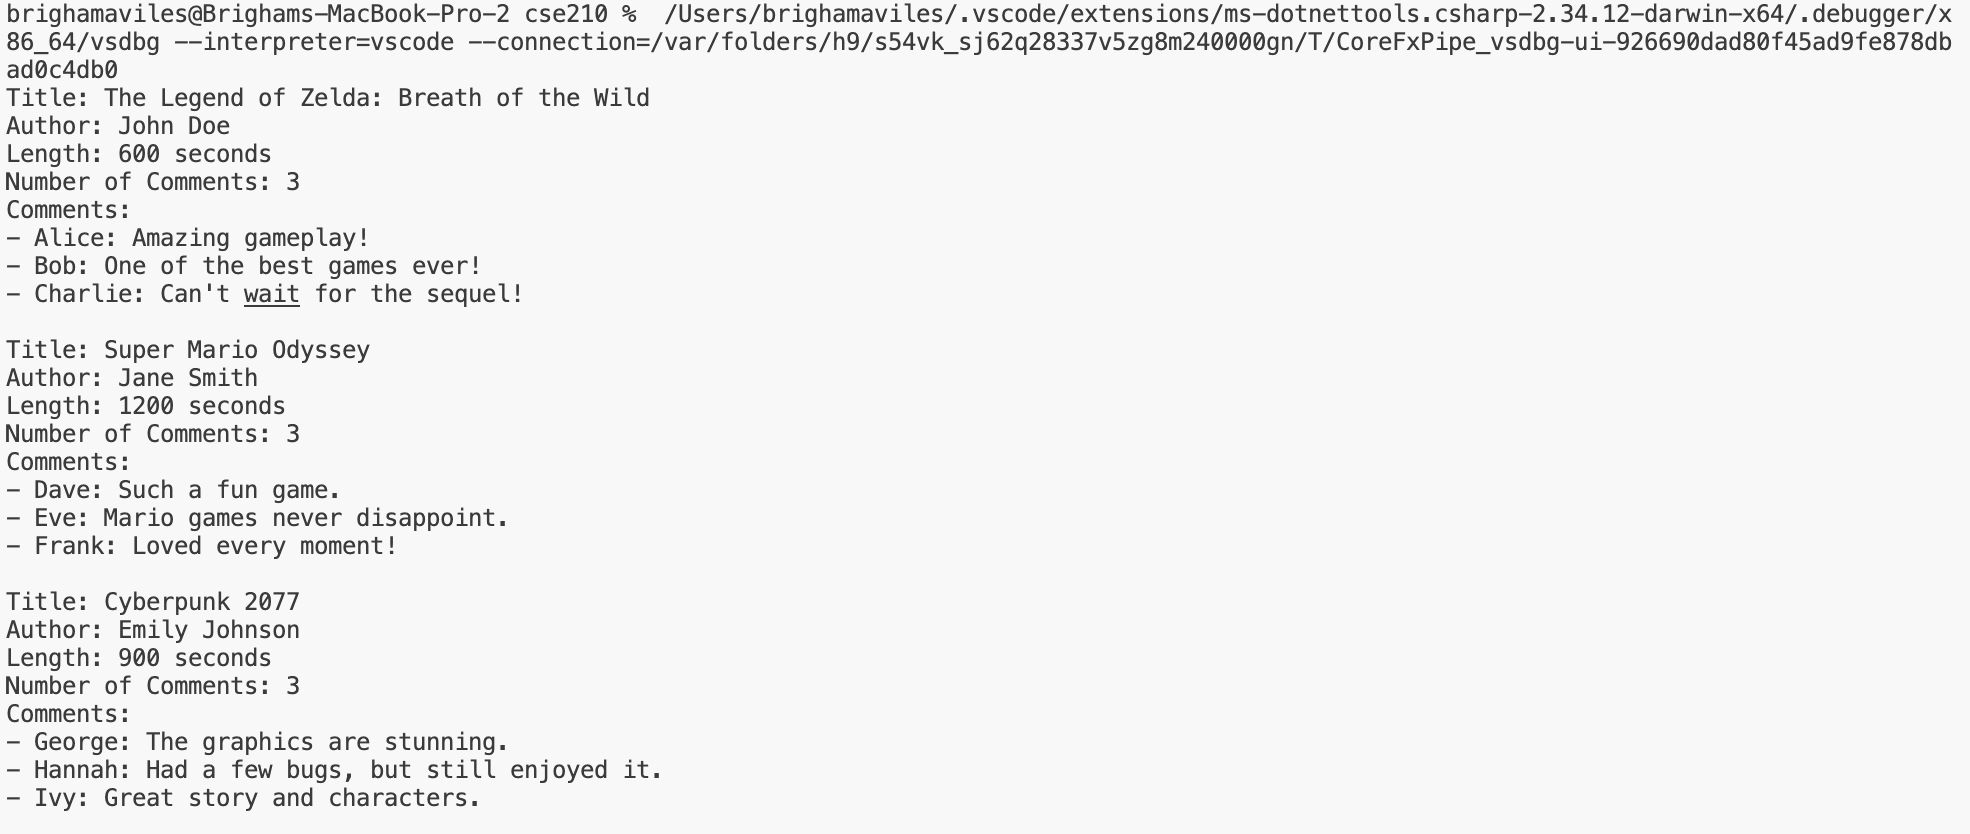 brighamaviles@Brighams-MacBook-Pro-2 cse210 %  /Users/brighamaviles/.vscode/extensions/ms-dotnettools.csharp-2.34.12-darwin-x64/.debugger/x
86_64/vsdbg --interpreter=vscode --connection=/var/folders/h9/s54vk_sj62q28337v5zg8m240000gn/T/CoreFxPipe_vsdbg-ui-926690dad80f45ad9fe878db
ad0c4db0
Title: The Legend of Zelda: Breath of the Wild
Author: John Doe
Length: 600 seconds
Number of Comments: 3
Comments:
- Alice: Amazing gameplay!
- Bob: One of the best games ever!
- Charlie: Can't wait for the sequel!

Title: Super Mario Odyssey
Author: Jane Smith
Length: 1200 seconds
Number of Comments: 3
Comments:
- Dave: Such a fun game.
- Eve: Mario games never disappoint.
- Frank: Loved every moment!

Title: Cyberpunk 2077
Author: Emily Johnson
Length: 900 seconds
Number of Comments: 3
Comments:
- George: The graphics are stunning.
- Hannah: Had a few bugs, but still enjoyed it.
- Ivy: Great story and characters.